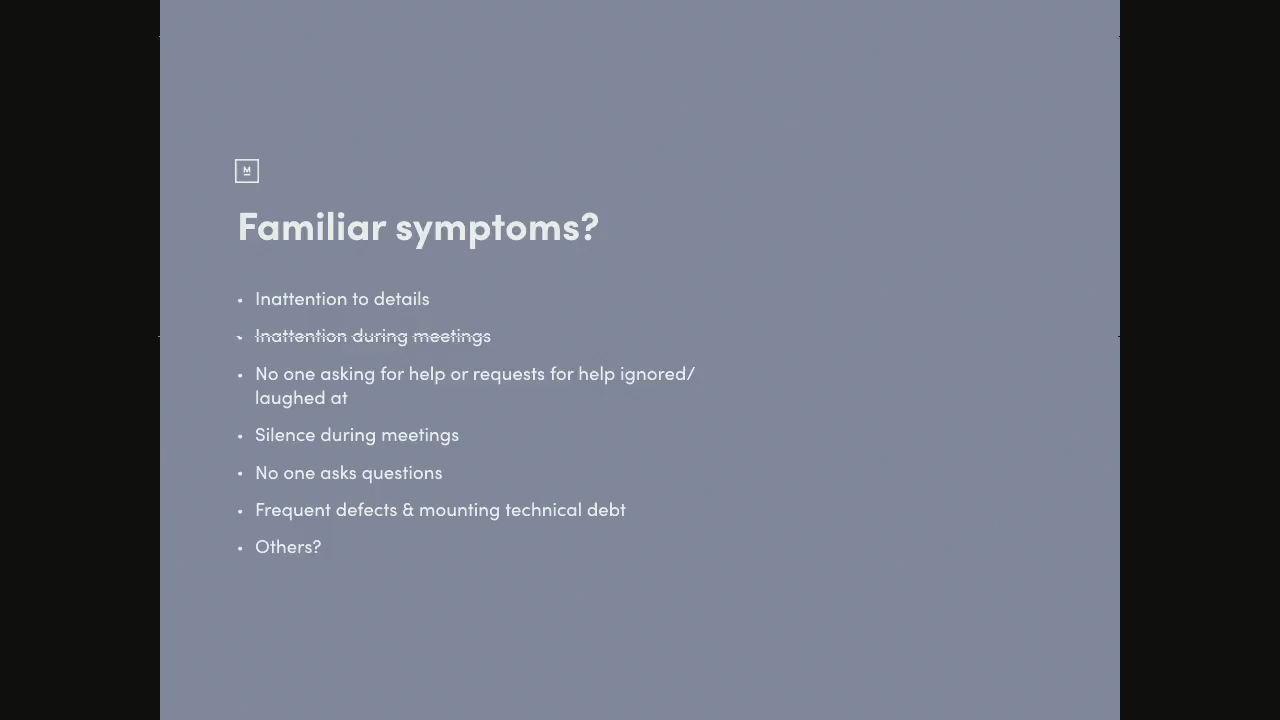 M
Familiar symptoms?
• Inattention to details
• Inattention during meetings
• No one asking for help or requests for help ignored/
laughed at
• Silence during meetings
• No one asks questions
• Frequent defects & mounting technical debt
• Others?